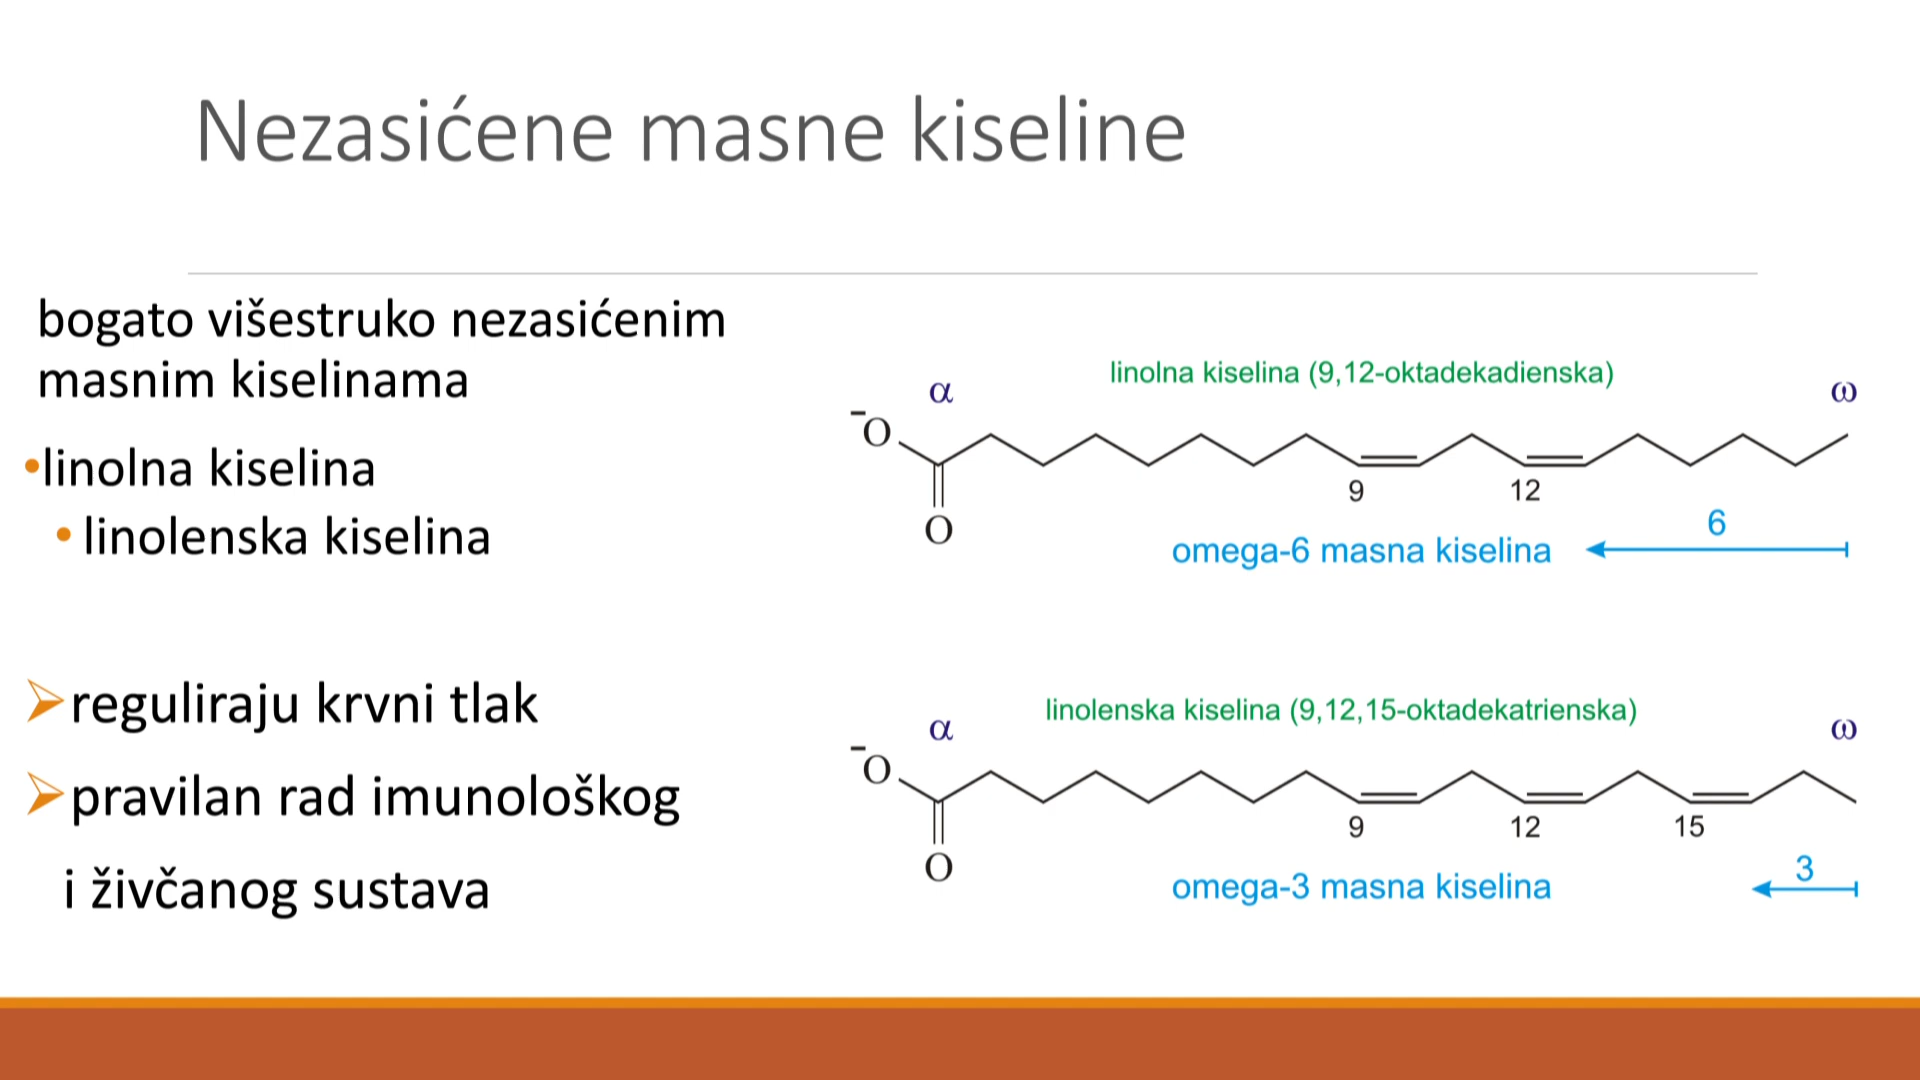 Nezasićene masne kiseline
bogato višestruko nezasićenim
masnim kiselinama
•linolna kiselina
• linolenska kiselina
➢reguliraju krvni tlak
➢pravilan rad imunološkog
i živčanog sustava
linolna kiselina (9,12-oktadekadienska)
α
ω
⁻O
9
12
O
6
omega-6 masna kiselina
linolenska kiselina (9,12,15-oktadekatrienska)
α
ω
⁻O
9
12
15
O
3
omega-3 masna kiselina